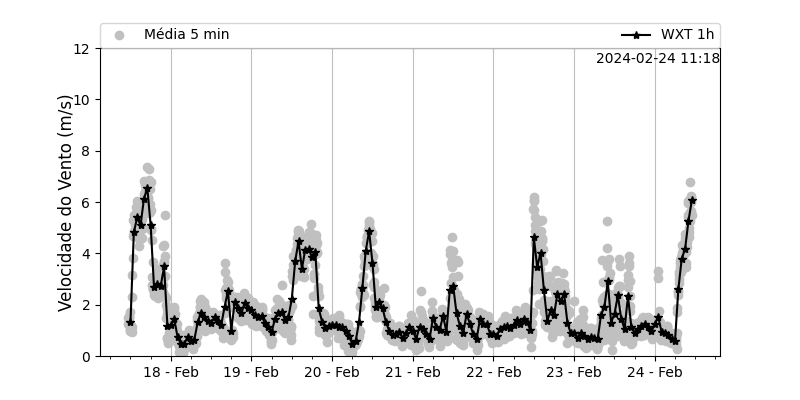 Média 5 min
WXT 1h
2024-02-24 11:18
Velocidade do Vento (m/s)
12
10
8
6
4
2
0
18 - Feb
19 - Feb
20 - Feb
21 - Feb
22 - Feb
23 - Feb
24 - Feb